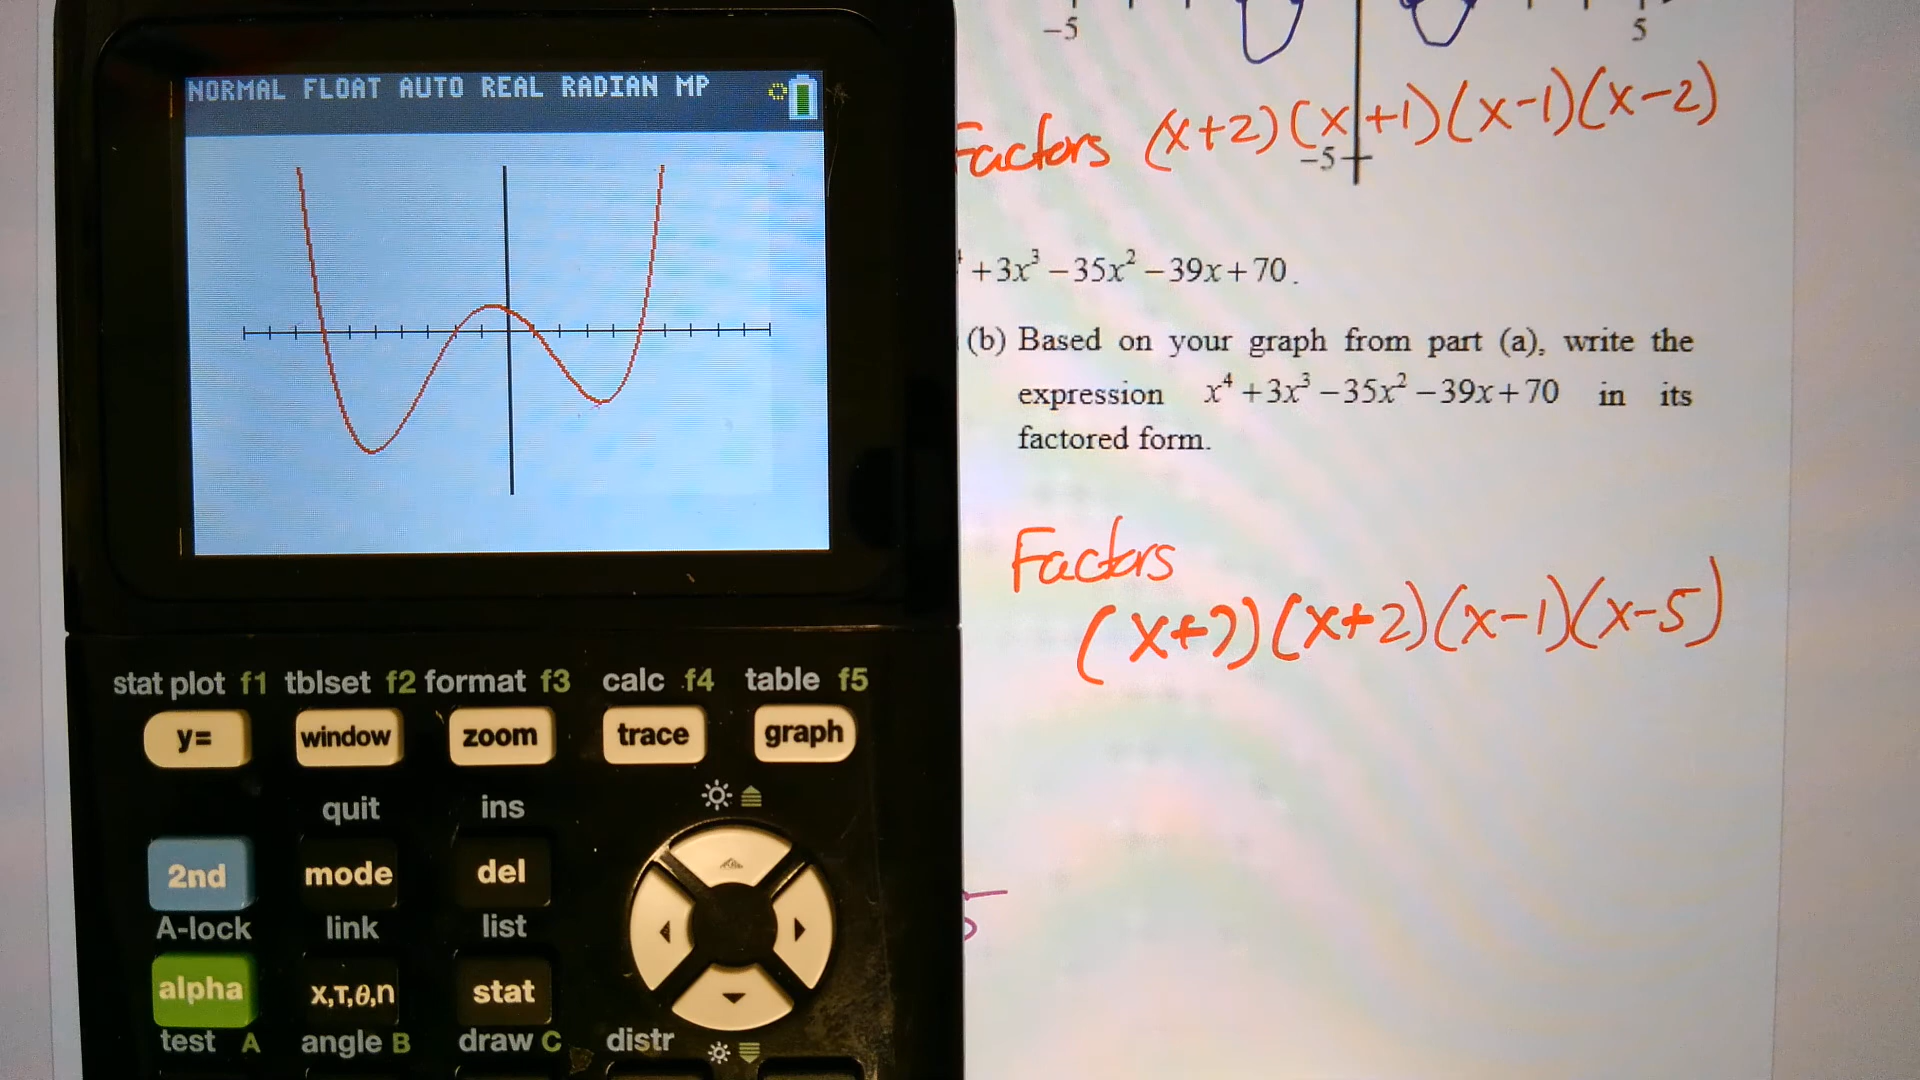 NORMAL FLOAT AUTO REAL RADIAN MP
stat plot f1 tblset f2 format f3 calc f4 table f5
y= window zoom trace graph
quit ins
2nd mode del
A-lock link list
alpha X,T,θ,n stat
test A angle B draw C distr
-5 5
Factors (x+2)(x+1)(x-1)(x-2)
-5
+3x³ −35x² −39x+70.
(b) Based on your graph from part (a), write the
expression x⁴ +3x³ −35x² −39x+70 in its
factored form.
Factors
(x+7)(x+2)(x-1)(x-5)